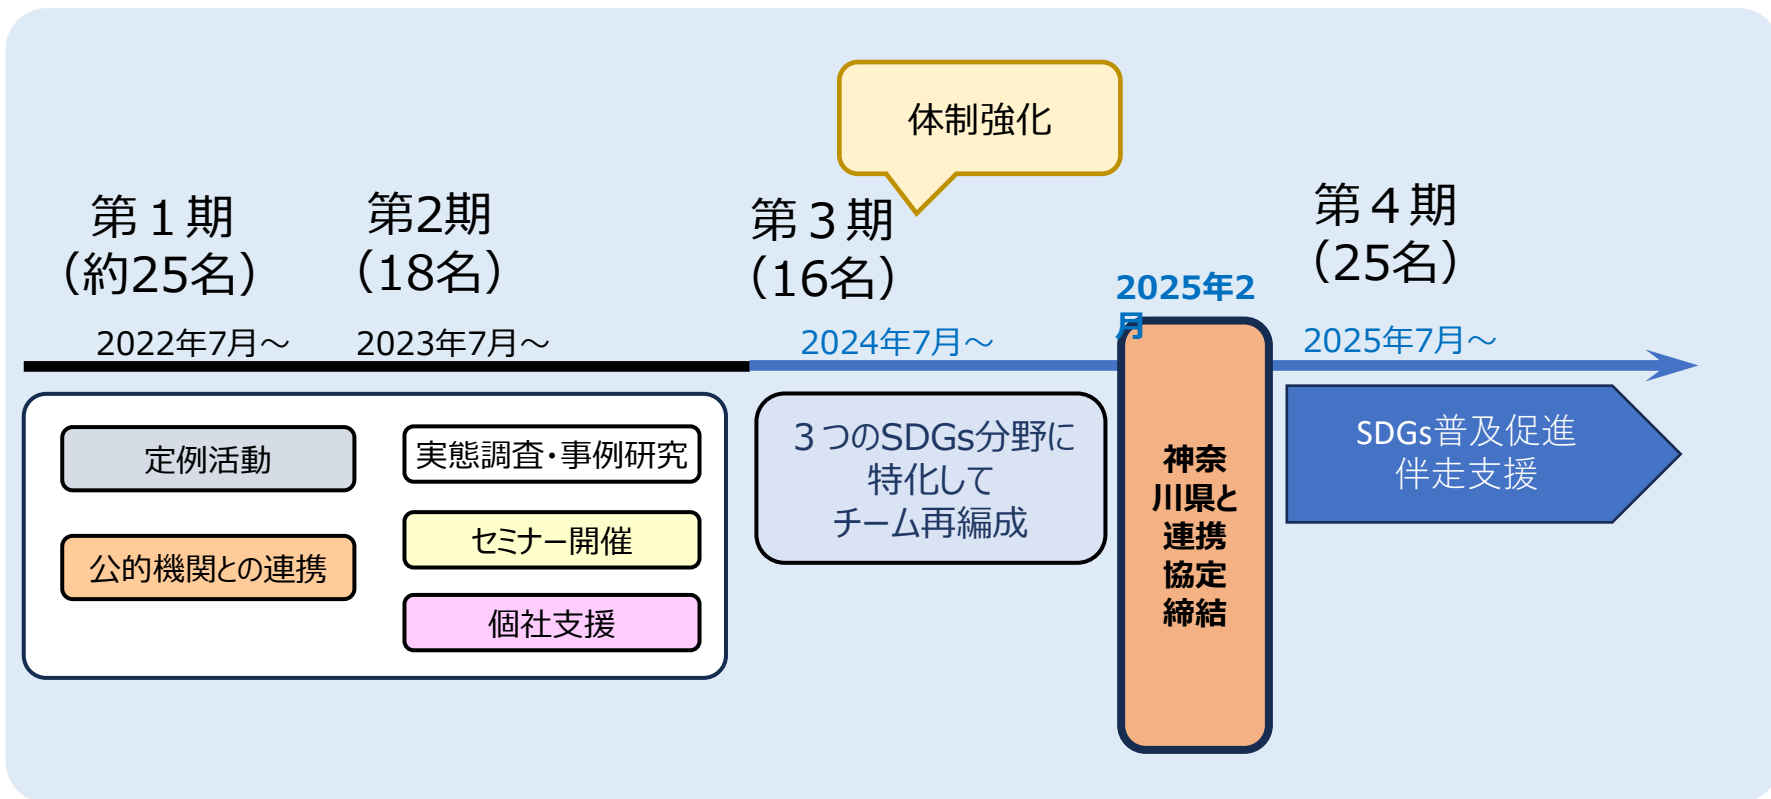 体制強化
第１期
（約25名）
第2期
（18名）
第３期
（16名）
第４期
（25名）
2022年7月～
2023年7月～
2024年7月～
2025年2
月
2025年7月～
定例活動
公的機関との連携
実態調査・事例研究
セミナー開催
個社支援
３つのSDGs分野に
特化して
チーム再編成
神奈
川県と
連携
協定
締結
SDGs普及促進
伴走支援